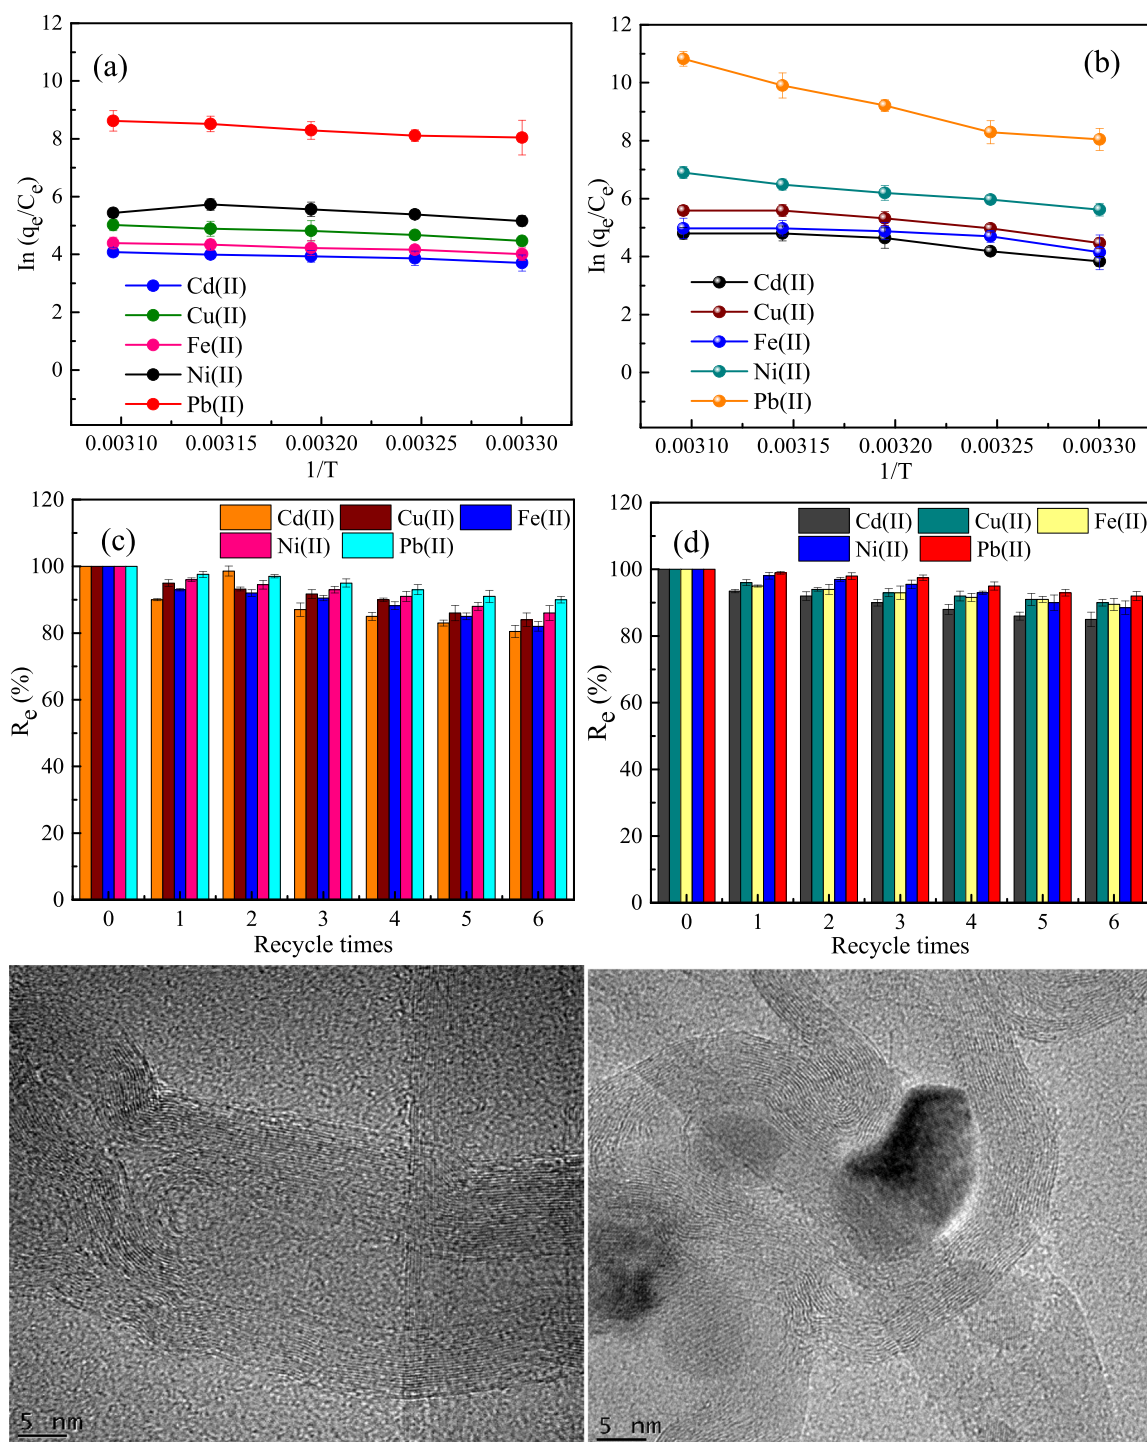 (a)
ln (qe/Ce)
12
10
8
6
4
2
0
Cd(II)
Cu(II)
Fe(II)
Ni(II)
Pb(II)
0.00310 0.00315 0.00320 0.00325 0.00330
1/T
(b)
ln (qe/Ce)
12
10
8
6
4
2
0
Cd(II)
Cu(II)
Fe(II)
Ni(II)
Pb(II)
0.00310 0.00315 0.00320 0.00325 0.00330
1/T
(c)
Re (%)
120
100
80
60
40
20
0
Cd(II) Cu(II) Fe(II)
Ni(II) Pb(II)
0 1 2 3 4 5 6
Recycle times
(d)
Re (%)
120
100
80
60
40
20
0
Cd(II) Cu(II) Fe(II)
Ni(II) Pb(II)
0 1 2 3 4 5 6
Recycle times
5 nm
5 nm